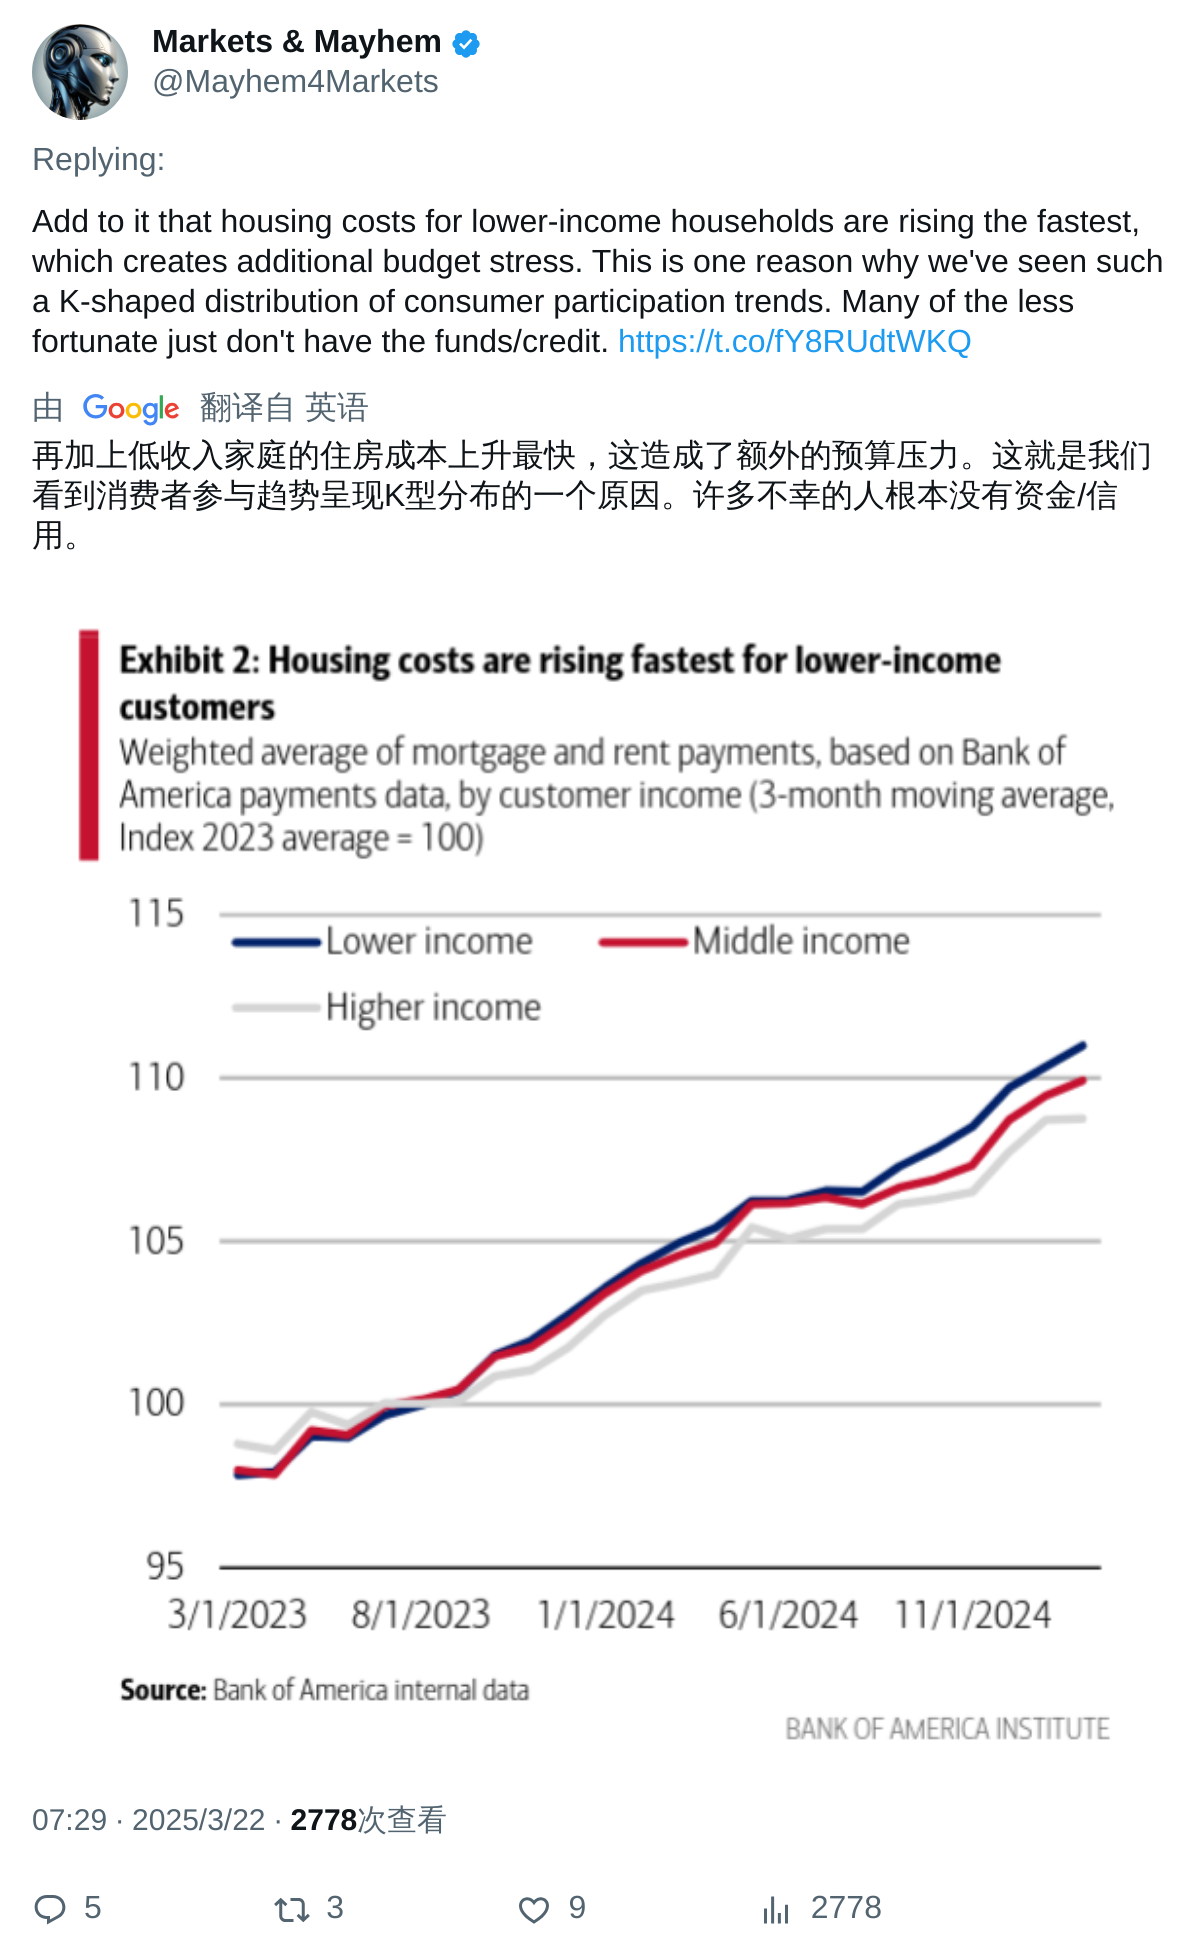 Markets & Mayhem
@Mayhem4Markets
Replying:
Add to it that housing costs for lower-income households are rising the fastest,
which creates additional budget stress. This is one reason why we've seen such
a K-shaped distribution of consumer participation trends. Many of the less
fortunate just don't have the funds/credit. https://t.co/fY8RUdtWKQ
由 Google 翻译自 英语
再加上低收入家庭的住房成本上升最快，这造成了额外的预算压力。这就是我们
看到消费者参与趋势呈现K型分布的一个原因。许多不幸的人根本没有资金/信
用。
Exhibit 2: Housing costs are rising fastest for lower-income
customers
Weighted average of mortgage and rent payments, based on Bank of
America payments data, by customer income (3-month moving average,
Index 2023 average = 100)
115
Lower income Middle income
Higher income
110
105
100
95
3/1/2023 8/1/2023 1/1/2024 6/1/2024 11/1/2024
Source: Bank of America internal data
BANK OF AMERICA INSTITUTE
07:29 · 2025/3/22 · 2778次查看
5 3 9 2778